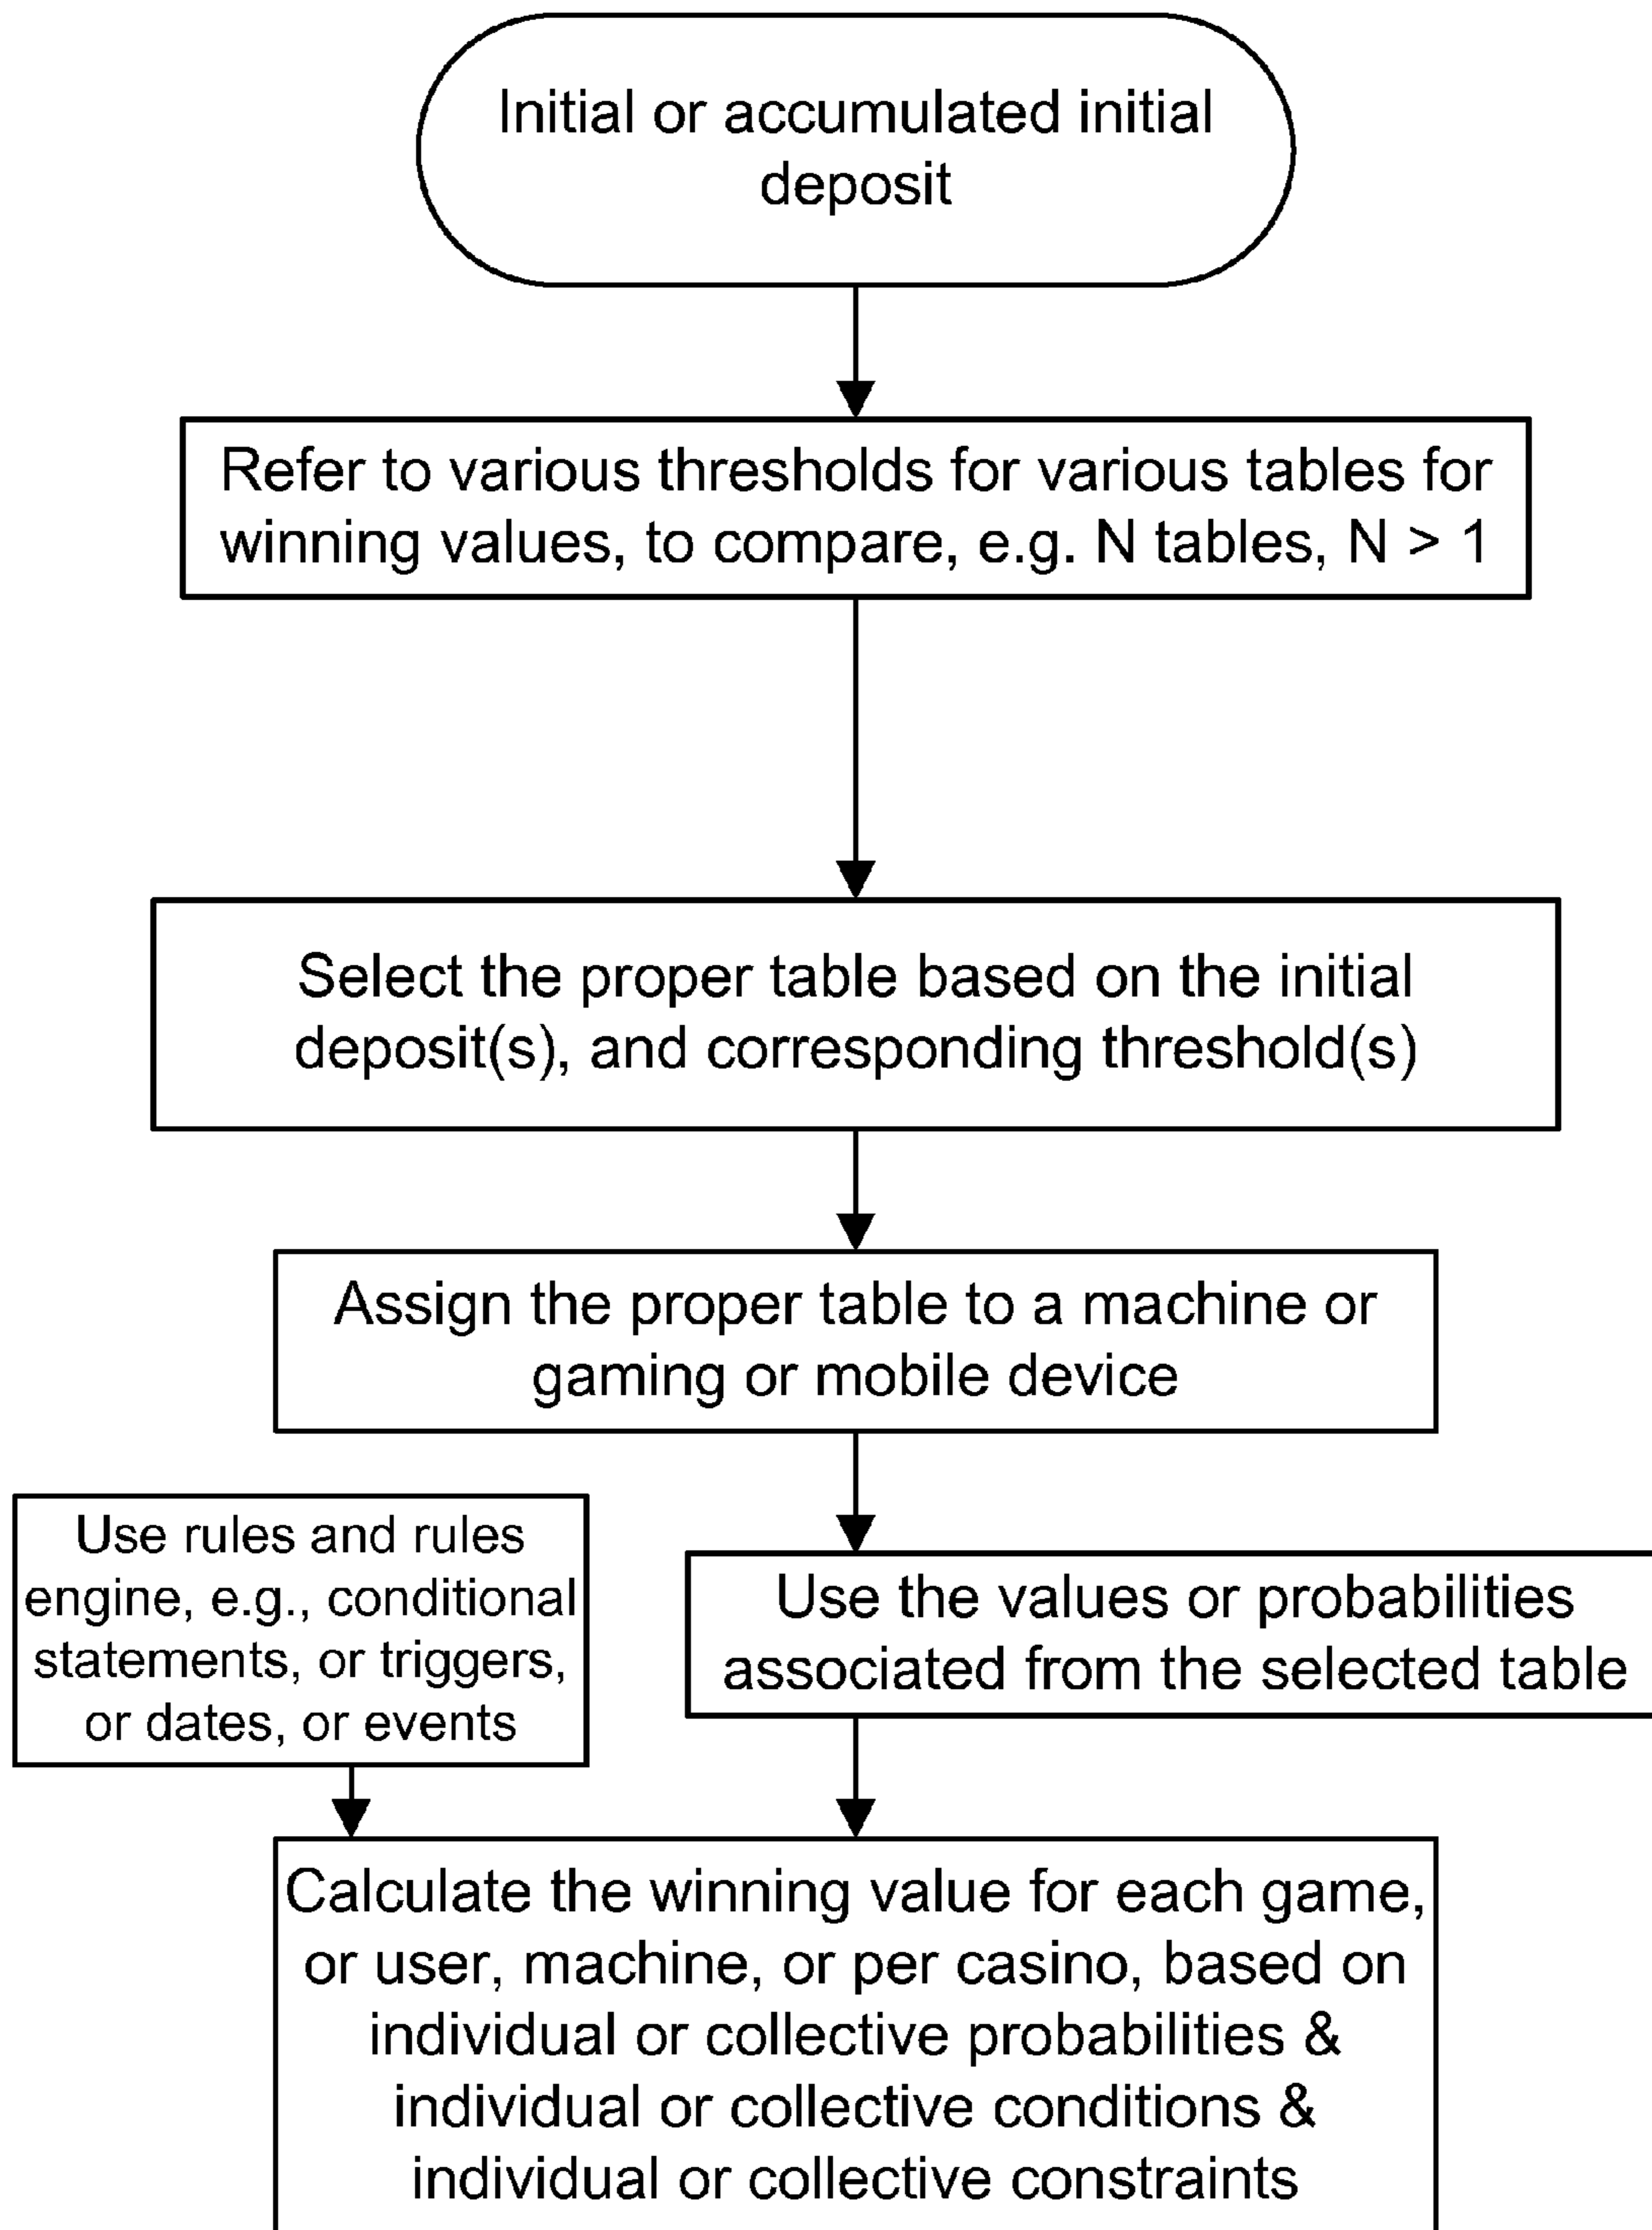 Initial or accumulated initial
deposit
Refer to various thresholds for various tables for
winning values, to compare, e.g. N tables, N > 1
Select the proper table based on the initial
deposit(s), and corresponding threshold(s)
Assign the proper table to a machine or
gaming or mobile device
Use rules and rules
engine, e.g., conditional
statements, or triggers,
or dates, or events
Use the values or probabilities
associated from the selected table
Calculate the winning value for each game,
or user, machine, or per casino, based on
individual or collective probabilities &
individual or collective conditions &
individual or collective constraints